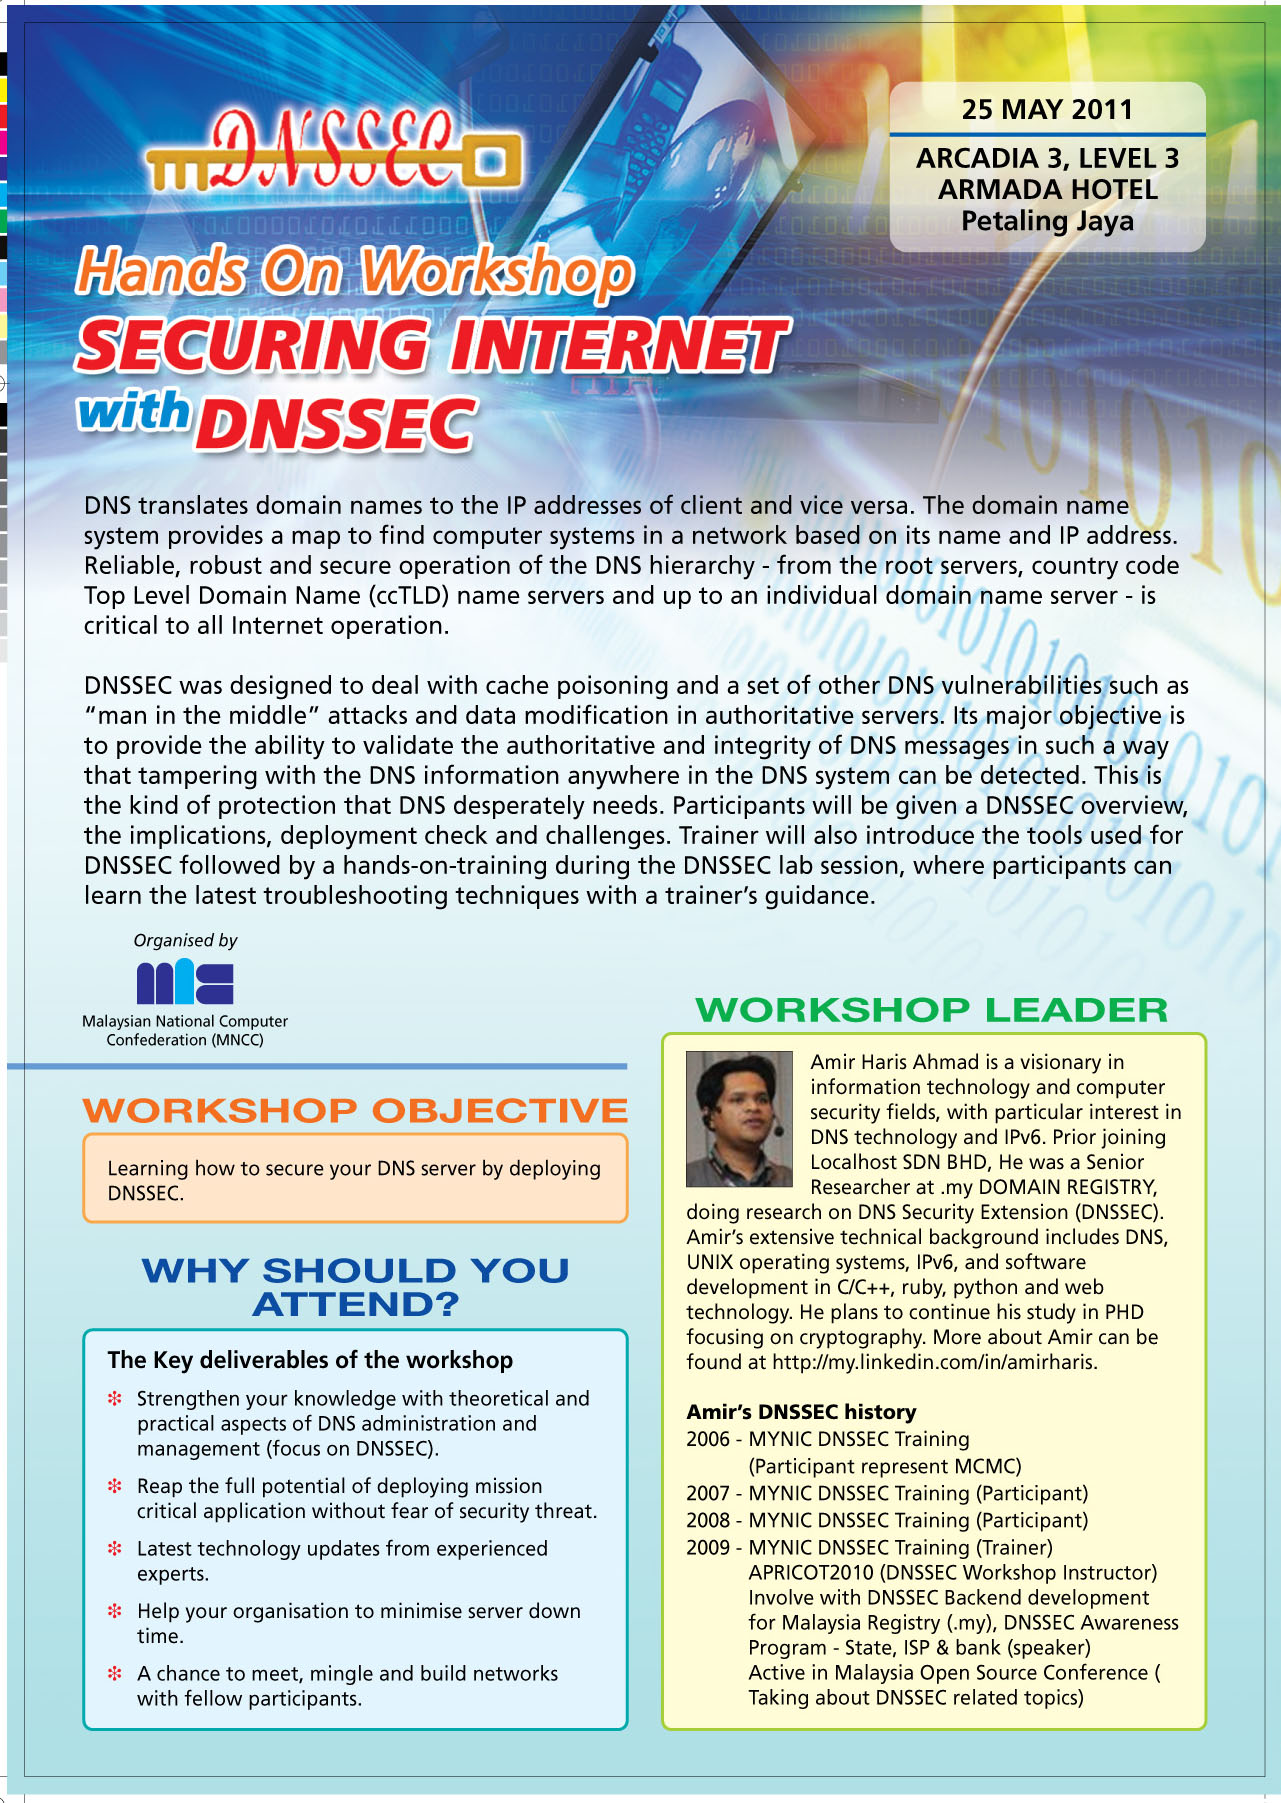 DNSSEC
25 MAY 2011
ARCADIA 3, LEVEL 3
ARMADA HOTEL
Petaling Jaya
Hands On Workshop
SECURING INTERNET
with DNSSEC
DNS translates domain names to the IP addresses of client and vice versa. The domain name
system provides a map to find computer systems in a network based on its name and IP address.
Reliable, robust and secure operation of the DNS hierarchy - from the root servers, country code
Top Level Domain Name (ccTLD) name servers and up to an individual domain name server - is
critical to all Internet operation.
DNSSEC was designed to deal with cache poisoning and a set of other DNS vulnerabilities such as
“man in the middle” attacks and data modification in authoritative servers. Its major objective is
to provide the ability to validate the authoritative and integrity of DNS messages in such a way
that tampering with the DNS information anywhere in the DNS system can be detected. This is
the kind of protection that DNS desperately needs. Participants will be given a DNSSEC overview,
the implications, deployment check and challenges. Trainer will also introduce the tools used for
DNSSEC followed by a hands-on-training during the DNSSEC lab session, where participants can
learn the latest troubleshooting techniques with a trainer’s guidance.
Organised by
Malaysian National Computer
Confederation (MNCC)
WORKSHOP OBJECTIVE
Learning how to secure your DNS server by deploying
DNSSEC.
WHY SHOULD YOU
ATTEND?
The Key deliverables of the workshop
Strengthen your knowledge with theoretical and
practical aspects of DNS administration and
management (focus on DNSSEC).
Reap the full potential of deploying mission
critical application without fear of security threat.
Latest technology updates from experienced
experts.
Help your organisation to minimise server down
time.
A chance to meet, mingle and build networks
with fellow participants.
WORKSHOP LEADER
Amir Haris Ahmad is a visionary in
information technology and computer
security fields, with particular interest in
DNS technology and IPv6. Prior joining
Localhost SDN BHD, He was a Senior
Researcher at .my DOMAIN REGISTRY,
doing research on DNS Security Extension (DNSSEC).
Amir’s extensive technical background includes DNS,
UNIX operating systems, IPv6, and software
development in C/C++, ruby, python and web
technology. He plans to continue his study in PHD
focusing on cryptography. More about Amir can be
found at http://my.linkedin.com/in/amirharis.
Amir’s DNSSEC history
2006 - MYNIC DNSSEC Training
(Participant represent MCMC)
2007 - MYNIC DNSSEC Training (Participant)
2008 - MYNIC DNSSEC Training (Participant)
2009 - MYNIC DNSSEC Training (Trainer)
APRICOT2010 (DNSSEC Workshop Instructor)
Involve with DNSSEC Backend development
for Malaysia Registry (.my), DNSSEC Awareness
Program - State, ISP & bank (speaker)
Active in Malaysia Open Source Conference (
Taking about DNSSEC related topics)